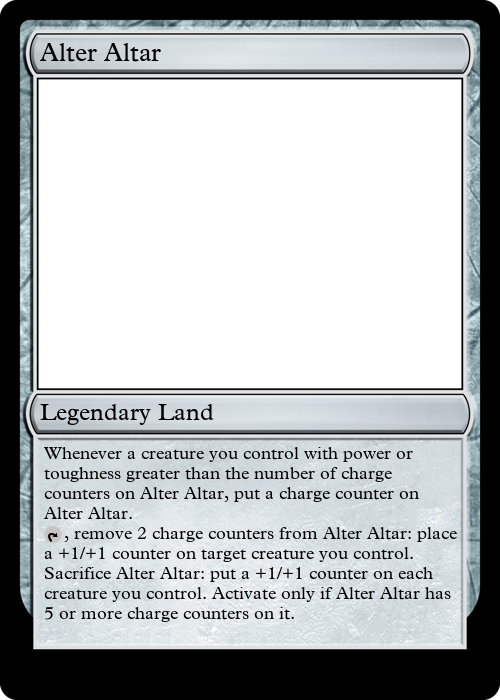 Alter Altar
Legendary Land
Whenever a creature you control with power or
toughness greater than the number of charge
counters on Alter Altar, put a charge counter on
Alter Altar.
, remove 2 charge counters from Alter Altar: place
a +1/+1 counter on target creature you control.
Sacrifice Alter Altar: put a +1/+1 counter on each
creature you control. Activate only if Alter Altar has
5 or more charge counters on it.